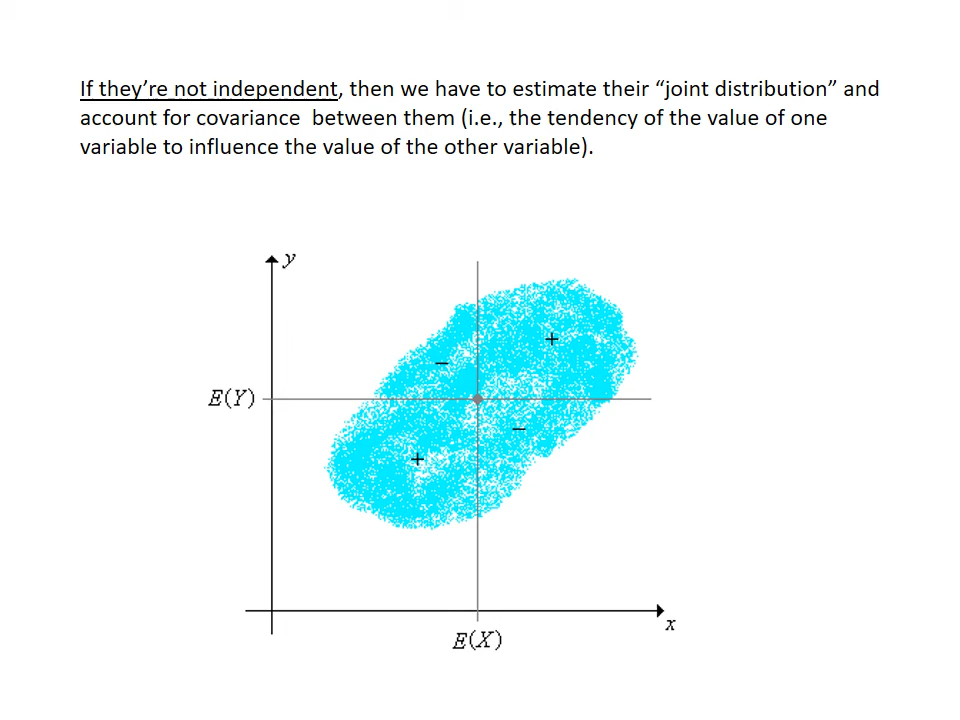 If they’re not independent, then we have to estimate their “joint distribution” and
account for covariance  between them (i.e., the tendency of the value of one
variable to influence the value of the other variable).
y
+
−
E(Y)
−
+
x
E(X)